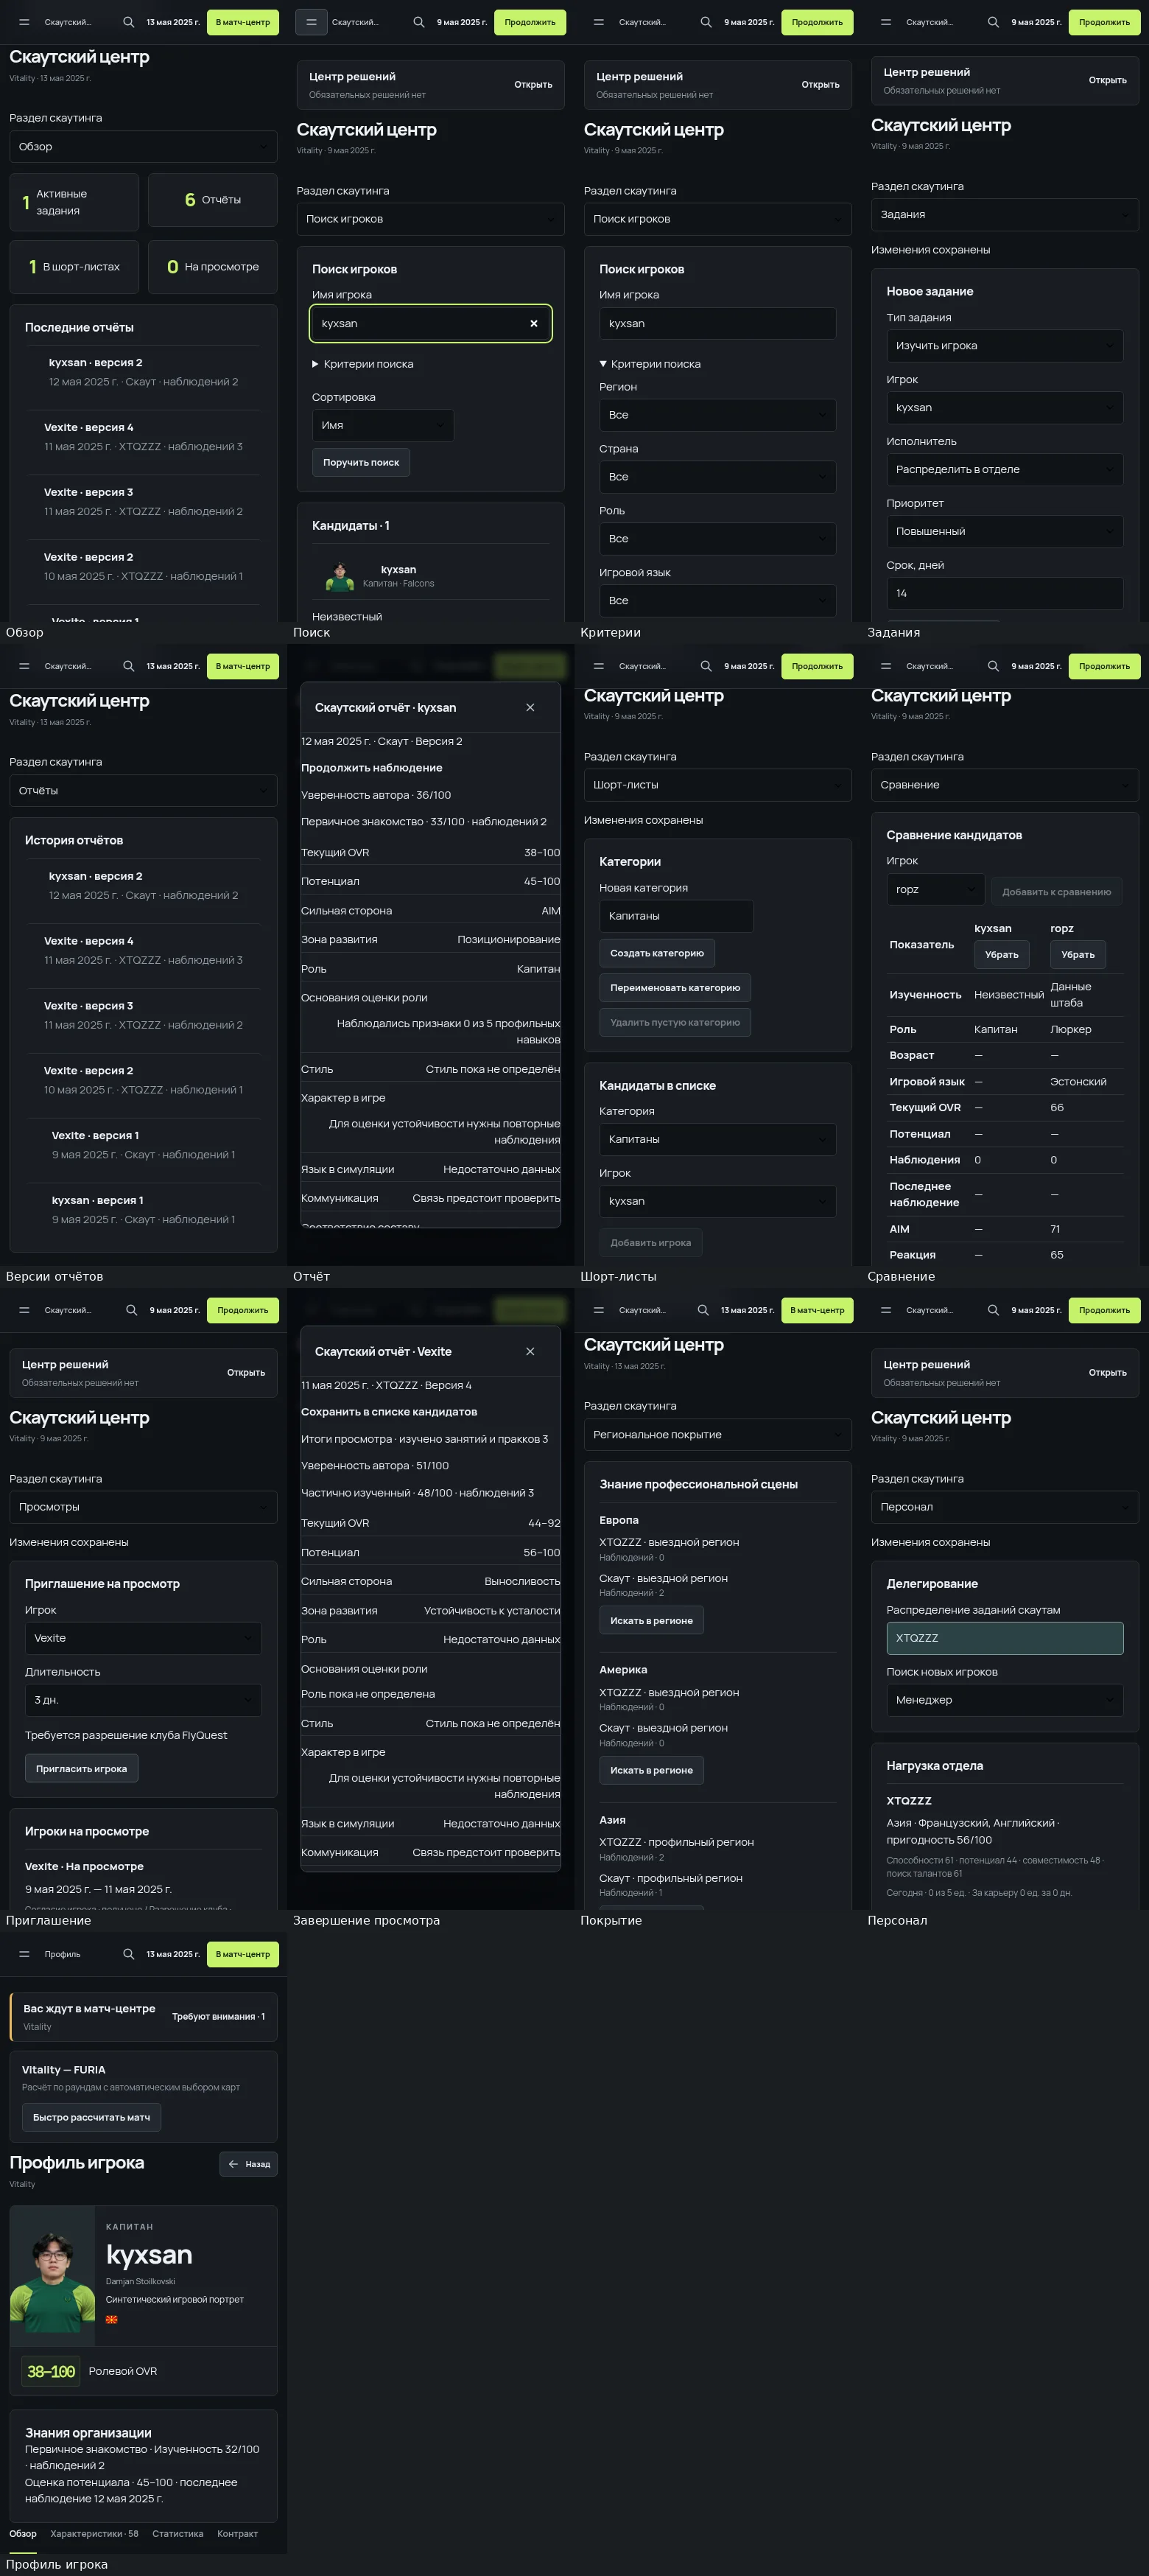 Скаутский...
13 мая 2025 г.
В матч-центр
Скаутский центр
Vitality · 13 мая 2025 г.
Раздел скаутинга
Обзор
1 Активные
задания
6 Отчёты
1 В шорт-листах
0 На просмотре
Последние отчёты
kyxsan · версия 2
12 мая 2025 г. · Скаут · наблюдений 2
Vexite · версия 4
11 мая 2025 г. · XTQZZZ · наблюдений 3
Vexite · версия 3
11 мая 2025 г. · XTQZZZ · наблюдений 2
Vexite · версия 2
10 мая 2025 г. · XTQZZZ · наблюдений 1
Vexite · версия 1
Обзор
Скаутский...
9 мая 2025 г.
Продолжить
Центр решений
Обязательных решений нет
Открыть
Скаутский центр
Vitality · 9 мая 2025 г.
Раздел скаутинга
Поиск игроков
Поиск игроков
Имя игрока
kyxsan
Критерии поиска
Сортировка
Имя
Поручить поиск
Кандидаты · 1
kyxsan
Капитан · Falcons
Неизвестный
Поиск
Скаутский...
9 мая 2025 г.
Продолжить
Центр решений
Обязательных решений нет
Открыть
Скаутский центр
Vitality · 9 мая 2025 г.
Раздел скаутинга
Поиск игроков
Поиск игроков
Имя игрока
kyxsan
Критерии поиска
Регион
Все
Страна
Все
Роль
Все
Игровой язык
Все
Критерии
Скаутский...
9 мая 2025 г.
Продолжить
Центр решений
Обязательных решений нет
Открыть
Скаутский центр
Vitality · 9 мая 2025 г.
Раздел скаутинга
Задания
Изменения сохранены
Новое задание
Тип задания
Изучить игрока
Игрок
kyxsan
Исполнитель
Распределить в отделе
Приоритет
Повышенный
Срок, дней
14
Задания
Скаутский...
13 мая 2025 г.
В матч-центр
Скаутский центр
Vitality · 13 мая 2025 г.
Раздел скаутинга
Отчёты
История отчётов
kyxsan · версия 2
12 мая 2025 г. · Скаут · наблюдений 2
Vexite · версия 4
11 мая 2025 г. · XTQZZZ · наблюдений 3
Vexite · версия 3
11 мая 2025 г. · XTQZZZ · наблюдений 2
Vexite · версия 2
10 мая 2025 г. · XTQZZZ · наблюдений 1
Vexite · версия 1
9 мая 2025 г. · Скаут · наблюдений 1
kyxsan · версия 1
9 мая 2025 г. · Скаут · наблюдений 1
Версии отчётов
Скаутский отчёт · kyxsan
12 мая 2025 г. · Скаут · Версия 2
Продолжить наблюдение
Уверенность автора · 36/100
Первичное знакомство · 33/100 · наблюдений 2
Текущий OVR 38–100
Потенциал 45–100
Сильная сторона AIM
Зона развития Позиционирование
Роль Капитан
Основания оценки роли
Наблюдались признаки 0 из 5 профильных
навыков
Стиль Стиль пока не определён
Характер в игре
Для оценки устойчивости нужны повторные
наблюдения
Язык в симуляции Недостаточно данных
Коммуникация Связь предстоит проверить
Соответствие составу
Отчёт
Скаутский...
9 мая 2025 г.
Продолжить
Скаутский центр
Vitality · 9 мая 2025 г.
Раздел скаутинга
Шорт-листы
Изменения сохранены
Категории
Новая категория
Капитаны
Создать категорию
Переименовать категорию
Удалить пустую категорию
Кандидаты в списке
Категория
Капитаны
Игрок
kyxsan
Добавить игрока
Шорт-листы
Скаутский...
9 мая 2025 г.
Продолжить
Скаутский центр
Vitality · 9 мая 2025 г.
Раздел скаутинга
Сравнение
Сравнение кандидатов
Игрок
ropz
Добавить к сравнению
Показатель kyxsan ropz
Убрать Убрать
Изученность Неизвестный Данные
штаба
Роль Капитан Люркер
Возраст — —
Игровой язык — Эстонский
Текущий OVR — 66
Потенциал — —
Наблюдения 0 0
Последнее
наблюдение — —
AIM — 71
Реакция — 65
Сравнение
Скаутский...
9 мая 2025 г.
Продолжить
Центр решений
Обязательных решений нет
Открыть
Скаутский центр
Vitality · 9 мая 2025 г.
Раздел скаутинга
Просмотры
Изменения сохранены
Приглашение на просмотр
Игрок
Vexite
Длительность
3 дн.
Требуется разрешение клуба FlyQuest
Пригласить игрока
Игроки на просмотре
Vexite · На просмотре
9 мая 2025 г. — 11 мая 2025 г.
Согласие игрока · получено / Разрешение клуба ·
Приглашение
Скаутский отчёт · Vexite
11 мая 2025 г. · XTQZZZ · Версия 4
Сохранить в списке кандидатов
Итоги просмотра · изучено занятий и пракков 3
Уверенность автора · 51/100
Частично изученный · 48/100 · наблюдений 3
Текущий OVR 44–92
Потенциал 56–100
Сильная сторона Выносливость
Зона развития Устойчивость к усталости
Роль Недостаточно данных
Основания оценки роли
Роль пока не определена
Стиль Стиль пока не определён
Характер в игре
Для оценки устойчивости нужны повторные
наблюдения
Язык в симуляции Недостаточно данных
Коммуникация Связь предстоит проверить
Завершение просмотра
Скаутский...
13 мая 2025 г.
В матч-центр
Скаутский центр
Vitality · 13 мая 2025 г.
Раздел скаутинга
Региональное покрытие
Знание профессиональной сцены
Европа
XTQZZZ · выездной регион
Наблюдений · 0
Скаут · выездной регион
Наблюдений · 2
Искать в регионе
Америка
XTQZZZ · выездной регион
Наблюдений · 0
Скаут · выездной регион
Наблюдений · 0
Искать в регионе
Азия
XTQZZZ · профильный регион
Наблюдений · 2
Скаут · профильный регион
Наблюдений · 1
Покрытие
Скаутский...
9 мая 2025 г.
Продолжить
Центр решений
Обязательных решений нет
Открыть
Скаутский центр
Vitality · 9 мая 2025 г.
Раздел скаутинга
Персонал
Изменения сохранены
Делегирование
Распределение заданий скаутам
XTQZZZ
Поиск новых игроков
Менеджер
Нагрузка отдела
XTQZZZ
Азия · Французский, Английский ·
пригодность 56/100
Способности 61 · потенциал 44 · совместимость 48 ·
поиск талантов 61
Сегодня · 0 из 5 ед. · За карьеру 0 ед. за 0 дн.
Персонал
Профиль
13 мая 2025 г.
В матч-центр
Вас ждут в матч-центре
Vitality
Требуют внимания · 1
Vitality — FURIA
Расчёт по раундам с автоматическим выбором карт
Быстро рассчитать матч
Профиль игрока
Назад
Vitality
КАПИТАН
kyxsan
Damjan Stoilkovski
Синтетический игровой портрет
38–100 Ролевой OVR
Знания организации
Первичное знакомство · Изученность 32/100
· наблюдений 2
Оценка потенциала · 45–100 · последнее
наблюдение 12 мая 2025 г.
Обзор Характеристики · 58 Статистика Контракт
Профиль игрока